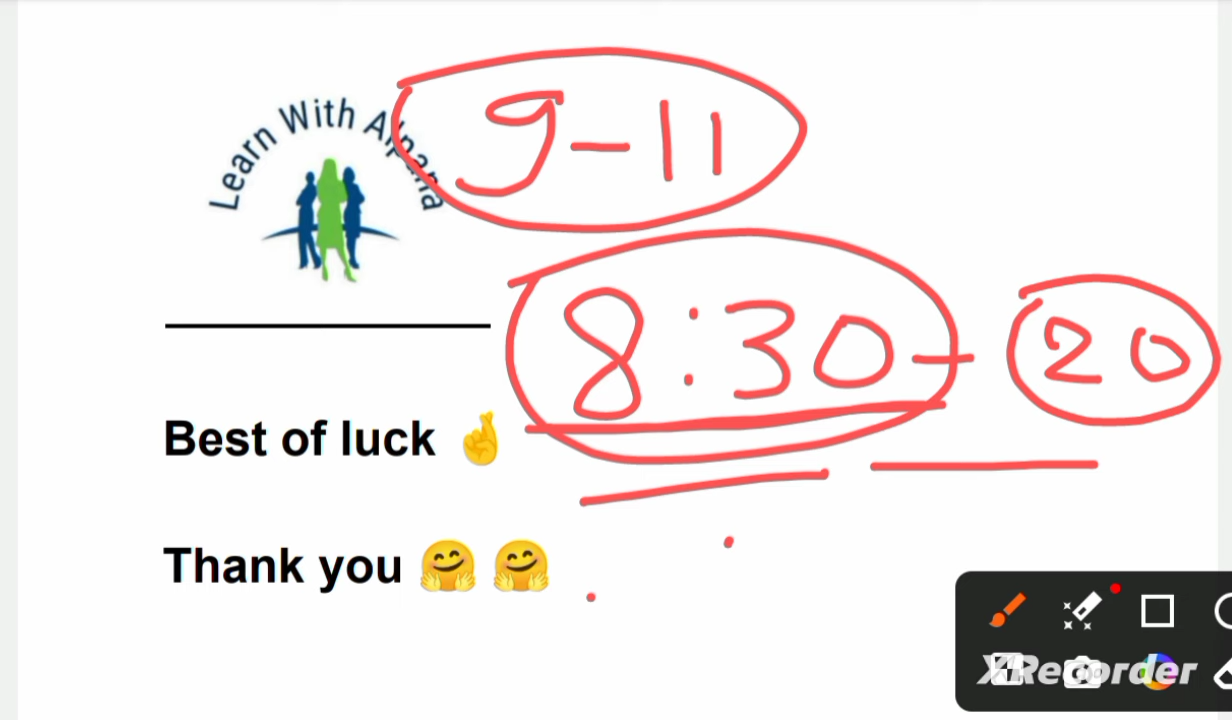 Learn With Alpana
9-11
8:30 - 20
Best of luck 🤞
Thank you 🤗 🤗
XRecorder